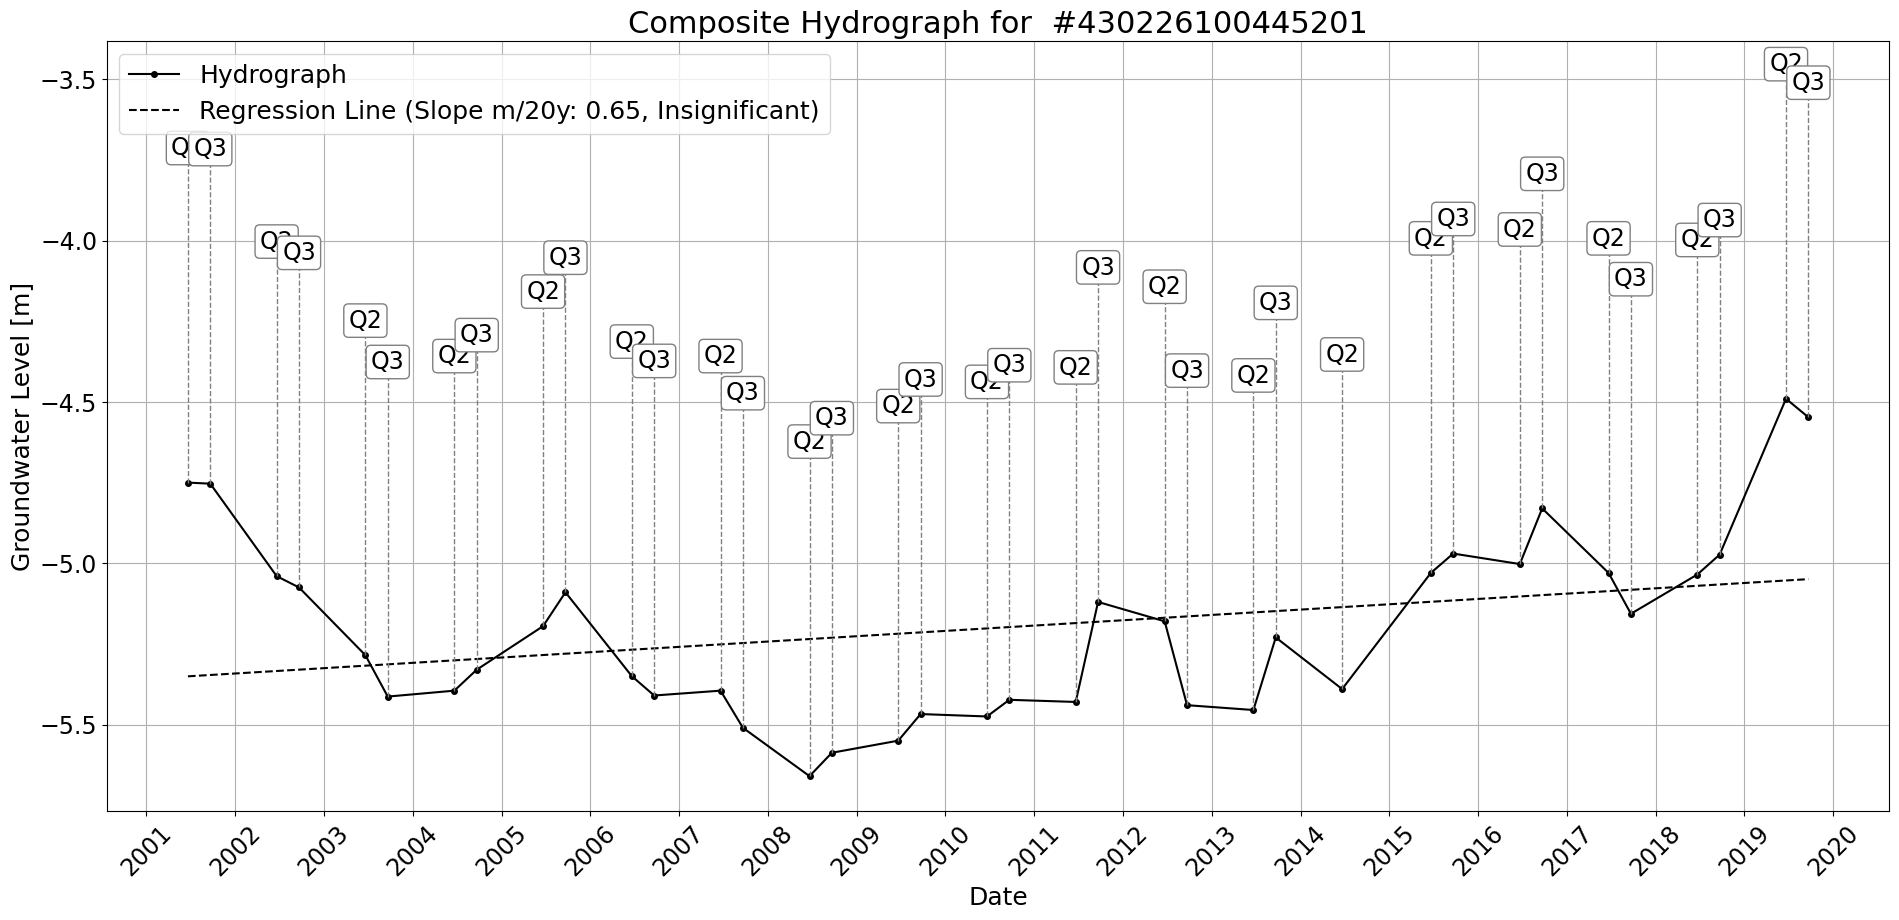 Composite Hydrograph for  #430226100445201
Hydrograph
Regression Line (Slope m/20y: 0.65, Insignificant)
Groundwater Level [m]
−3.5
−4.0
−4.5
−5.0
−5.5
Q3
Q2
Q3
Q2
Q3
Q2
Q3
Q2
Q3
Q2
Q3
Q2
Q3
Q2
Q3
Q2
Q3
Q2
Q3
Q2
Q3
Q2
Q3
Q2
Q3
Q2
Q2
Q3
Q2
Q3
Q2
Q3
Q2
Q3
Q2
Q3
2001
2002
2003
2004
2005
2006
2007
2008
2009
2010
2011
2012
2013
2014
2015
2016
2017
2018
2019
2020
Date